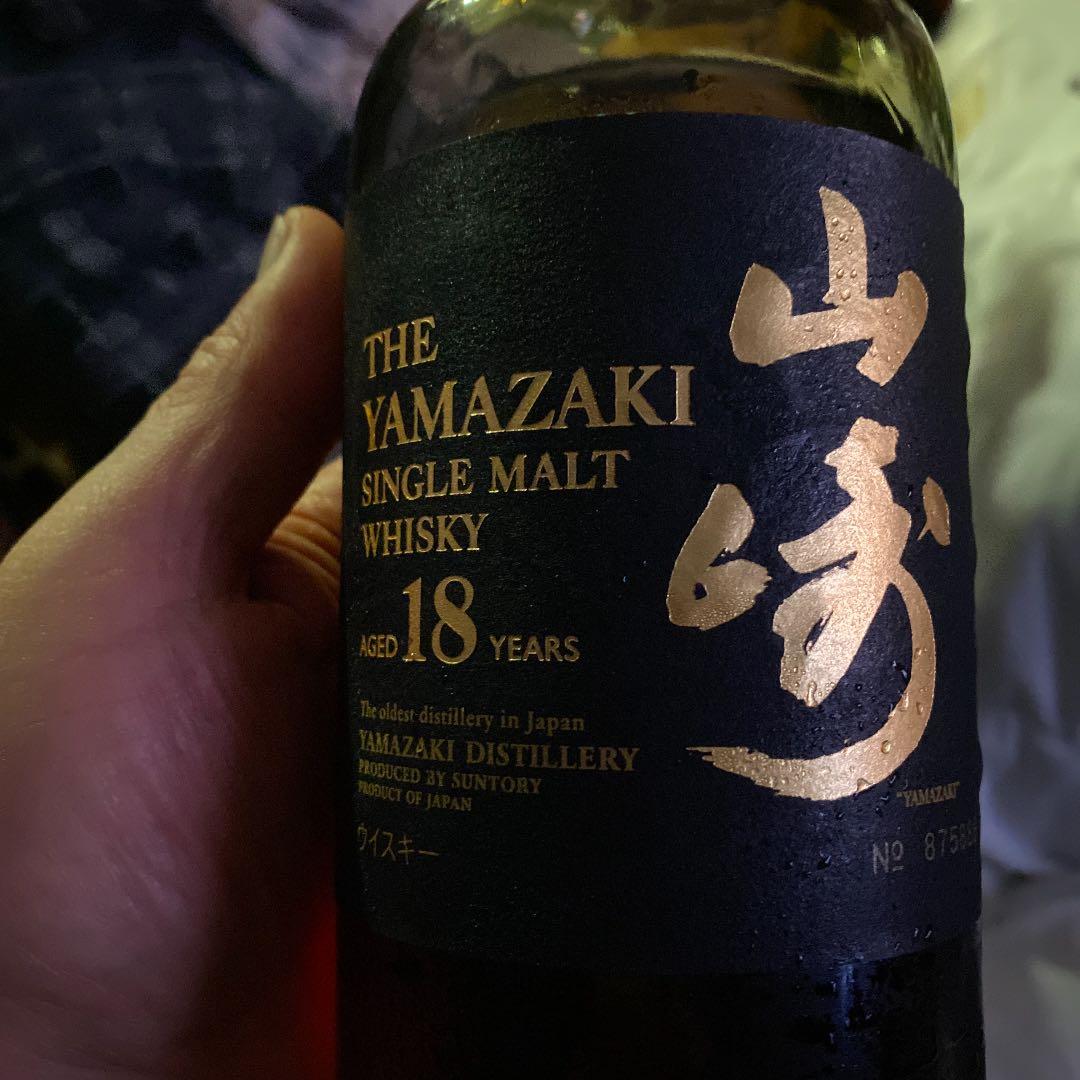 THE
YAMAZAKI
SINGLE MALT
WHISKY
AGED 18 YEARS
The oldest distillery in Japan
YAMAZAKI DISTILLERY
PRODUCED BY SUNTORY
PRODUCT OF JAPAN
ウイスキー
山崎
"YAMAZAKI"
№